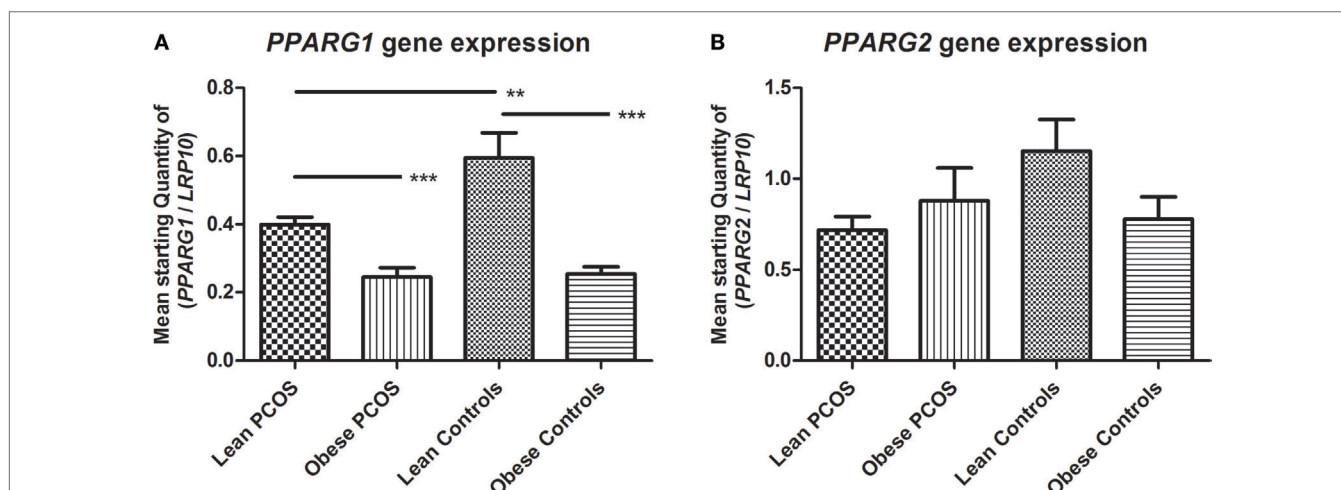 A
PPARG1 gene expression
Mean starting Quantity of
(PPARG1 / LRP10)
0.8
0.6
0.4
0.2
0.0
**
***
***
Lean PCOS
Obese PCOS
Lean Controls
Obese Controls
B
PPARG2 gene expression
Mean starting Quantity of
(PPARG2 / LRP10)
1.5
1.0
0.5
0.0
Lean PCOS
Obese PCOS
Lean Controls
Obese Controls